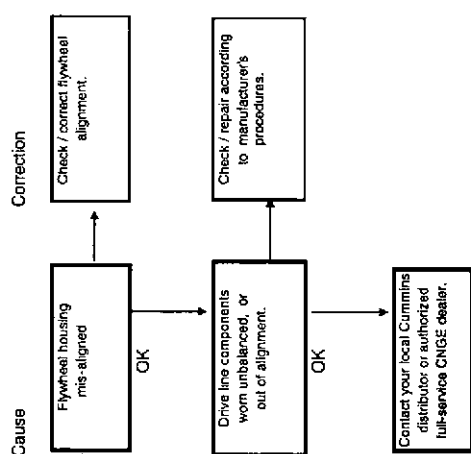 Cause
Correction
Flywheel housing
mis-aligned
Check / correct flywheel
alignment.
OK
Drive line components
worn unbalanced, or
out of alignment.
Check / repair according
to manufacturer's
procedures.
OK
Contact your local Cummins
distributor or authorized
full-service CNGE dealer.